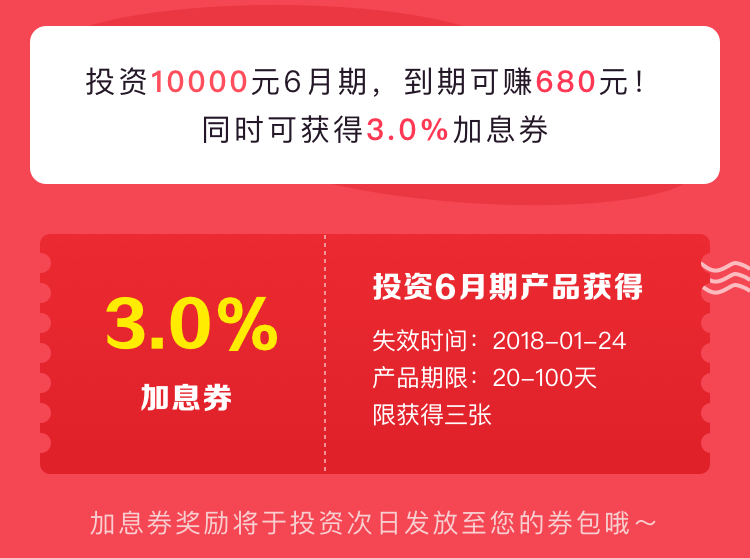 投资10000元6月期，到期可赚680元！
同时可获得3.0%加息券
3.0%
加息券
投资6月期产品获得
失效时间：2018-01-24
产品期限：20-100天
限获得三张
加息券奖励将于投资次日发放至您的券包哦～